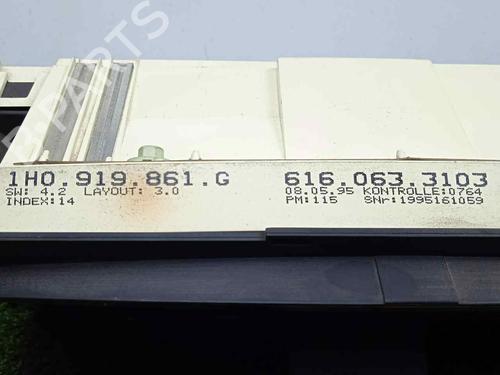 1H0.919.861.G 616.063.3103
SW: 4.2 LAYOUT: 3.0 08.05.95 KONTROLLE:0764
INDEX:14 PM:115 SNr:1995161059
PARTS